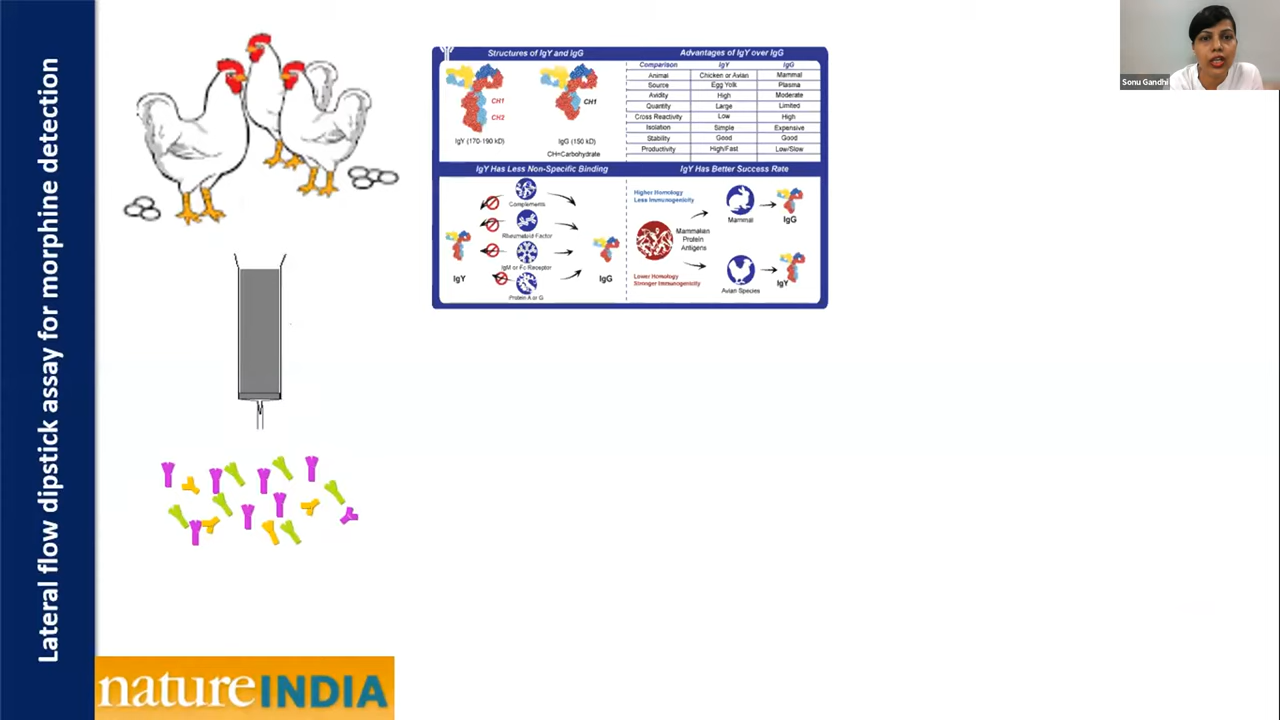 Lateral flow dipstick assay for morphine detection
Structures of IgY and IgG
CH1
CH2
CH1
IgY (170-190 kD)
IgG (150 kD)
CH=Carbohydrate
Advantages of IgY over IgG
Comparison IgY IgG
Animal Chicken or Avian Mammal
Source Egg Yolk Plasma
Avidity High Moderate
Quantity Large Limited
Cross Reactivity Low High
Isolation Simple Expensive
Stability Good Good
Productivity High/Fast Low/Slow
IgY Has Less Non-Specific Binding
Complements
Rheumatoid Factor
IgM or Fc Receptor
Protein A or G
IgY
IgG
IgY Has Better Success Rate
Higher Homology
Less Immunogenicity
Mammalian
Protein
Antigens
Lower Homology
Stronger Immunogenicity
Mammal
IgG
Avian Species
IgY
Sonu Gandhi
nature INDIA